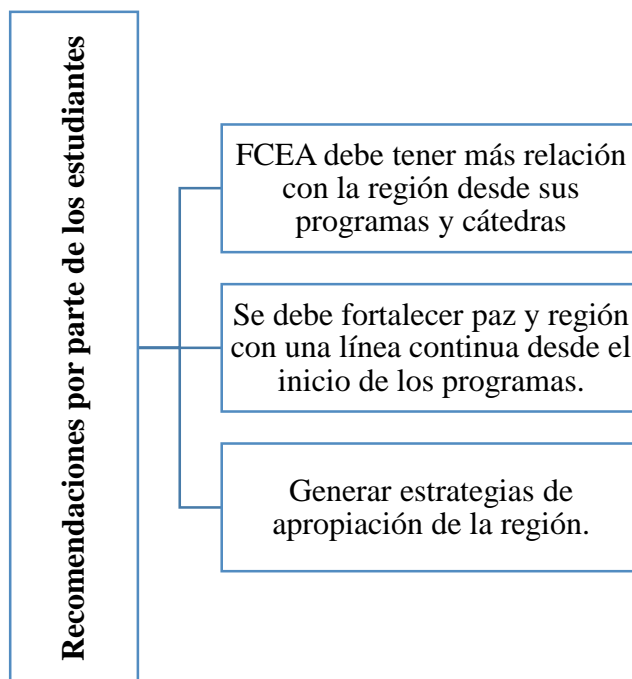 Recomendaciones por parte de los estudiantes
FCEA debe tener más relación
con la región desde sus
programas y cátedras
Se debe fortalecer paz y región
con una línea continua desde el
inicio de los programas.
Generar estrategias de
apropiación de la región.